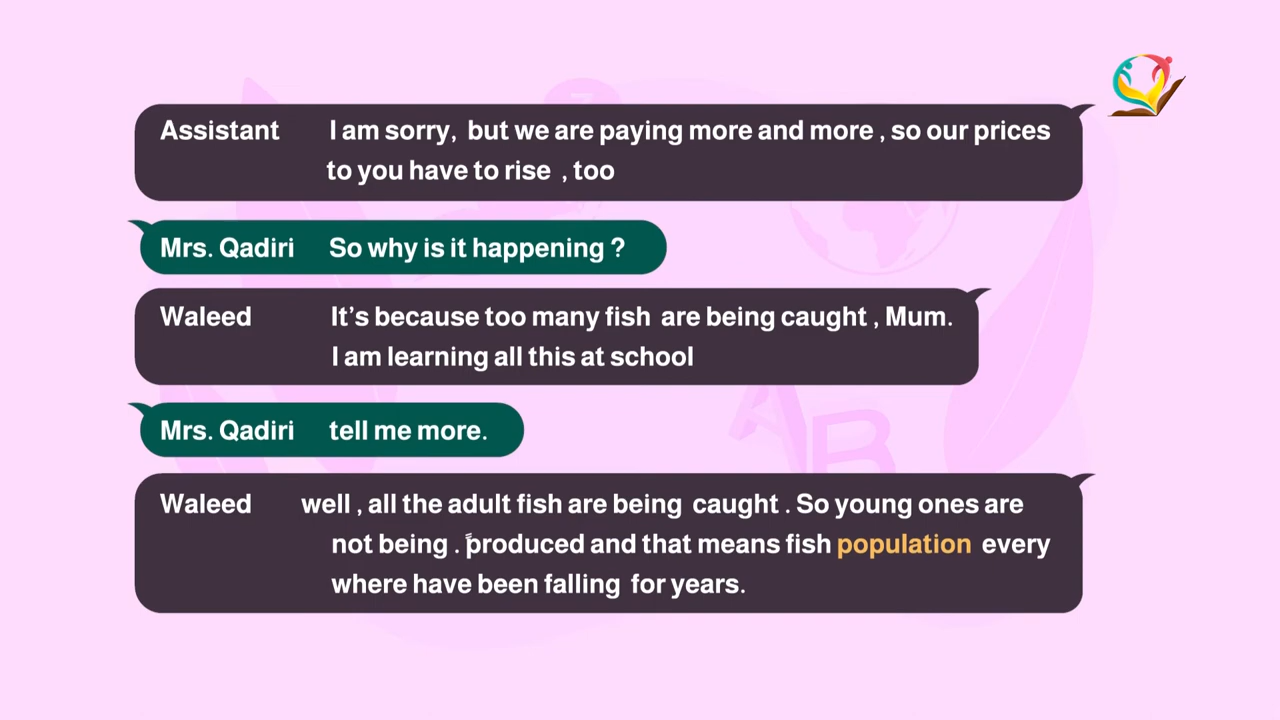 Assistant I am sorry, but we are paying more and more , so our prices
to you have to rise , too
Mrs. Qadiri So why is it happening ?
Waleed It's because too many fish are being caught , Mum.
I am learning all this at school
Mrs. Qadiri tell me more.
Waleed well , all the adult fish are being caught . So young ones are
not being . produced and that means fish population every
where have been falling for years.